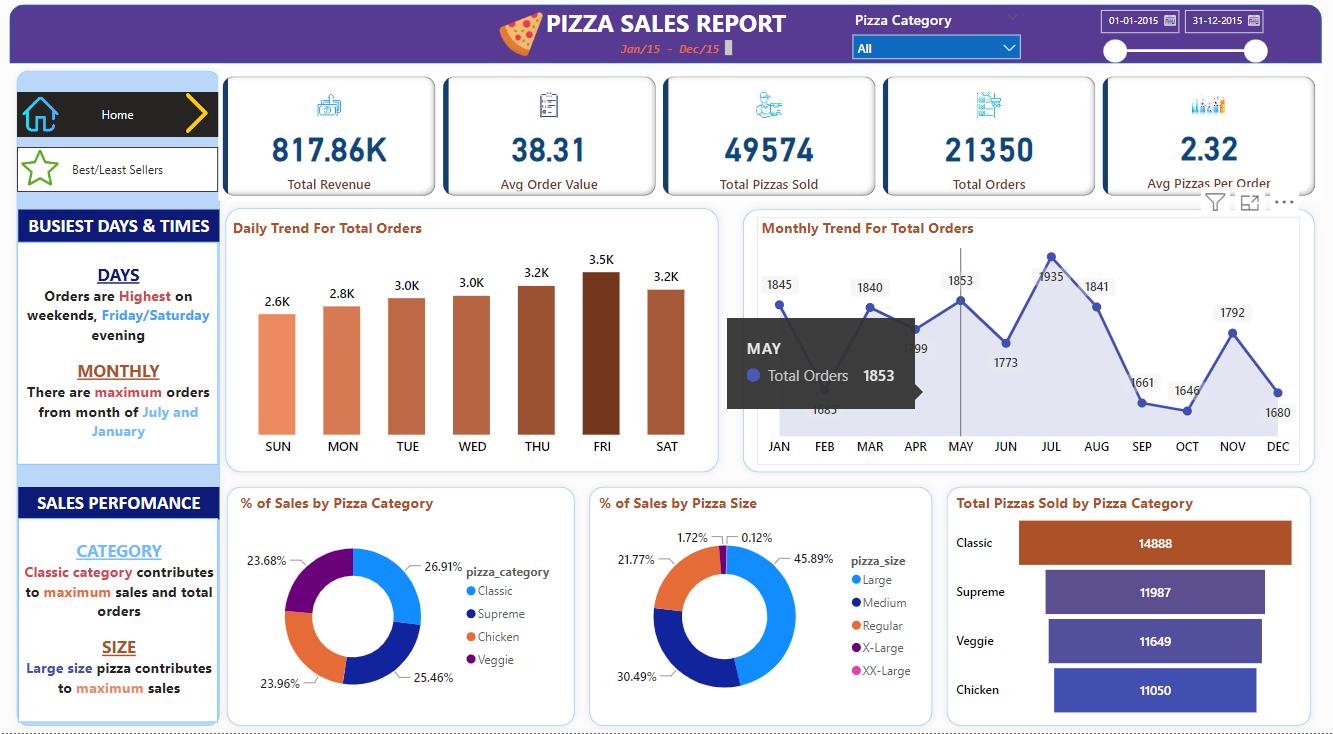 PIZZA SALES REPORT
Jan/15 - Dec/15
Pizza Category
All
01-01-2015
31-12-2015
Home
Best/Least Sellers
817.86K
Total Revenue
38.31
Avg Order Value
49574
Total Pizzas Sold
21350
Total Orders
2.32
Avg Pizzas Per Order
BUSIEST DAYS & TIMES
DAYS
Orders are Highest on
weekends, Friday/Saturday
evening
MONTHLY
There are maximum orders
from month of July and
January
SALES PERFOMANCE
CATEGORY
Classic category contributes
to maximum sales and total
orders
SIZE
Large size pizza contributes
to maximum sales
Daily Trend For Total Orders
2.6K
2.8K
3.0K
3.0K
3.2K
3.5K
3.2K
SUN MON TUE WED THU FRI SAT
Monthly Trend For Total Orders
1845
1840
1853
1773
1935
1841
1661
1646
1792
1680
MAY
Total Orders 1853
JAN FEB MAR APR MAY JUN JUL AUG SEP OCT NOV DEC
% of Sales by Pizza Category
23.68%
26.91%
23.96%
25.46%
pizza_category
Classic
Supreme
Chicken
Veggie
% of Sales by Pizza Size
1.72%
0.12%
21.77%
45.89%
30.49%
pizza_size
Large
Medium
Regular
X-Large
XX-Large
Total Pizzas Sold by Pizza Category
Classic 14888
Supreme 11987
Veggie 11649
Chicken 11050